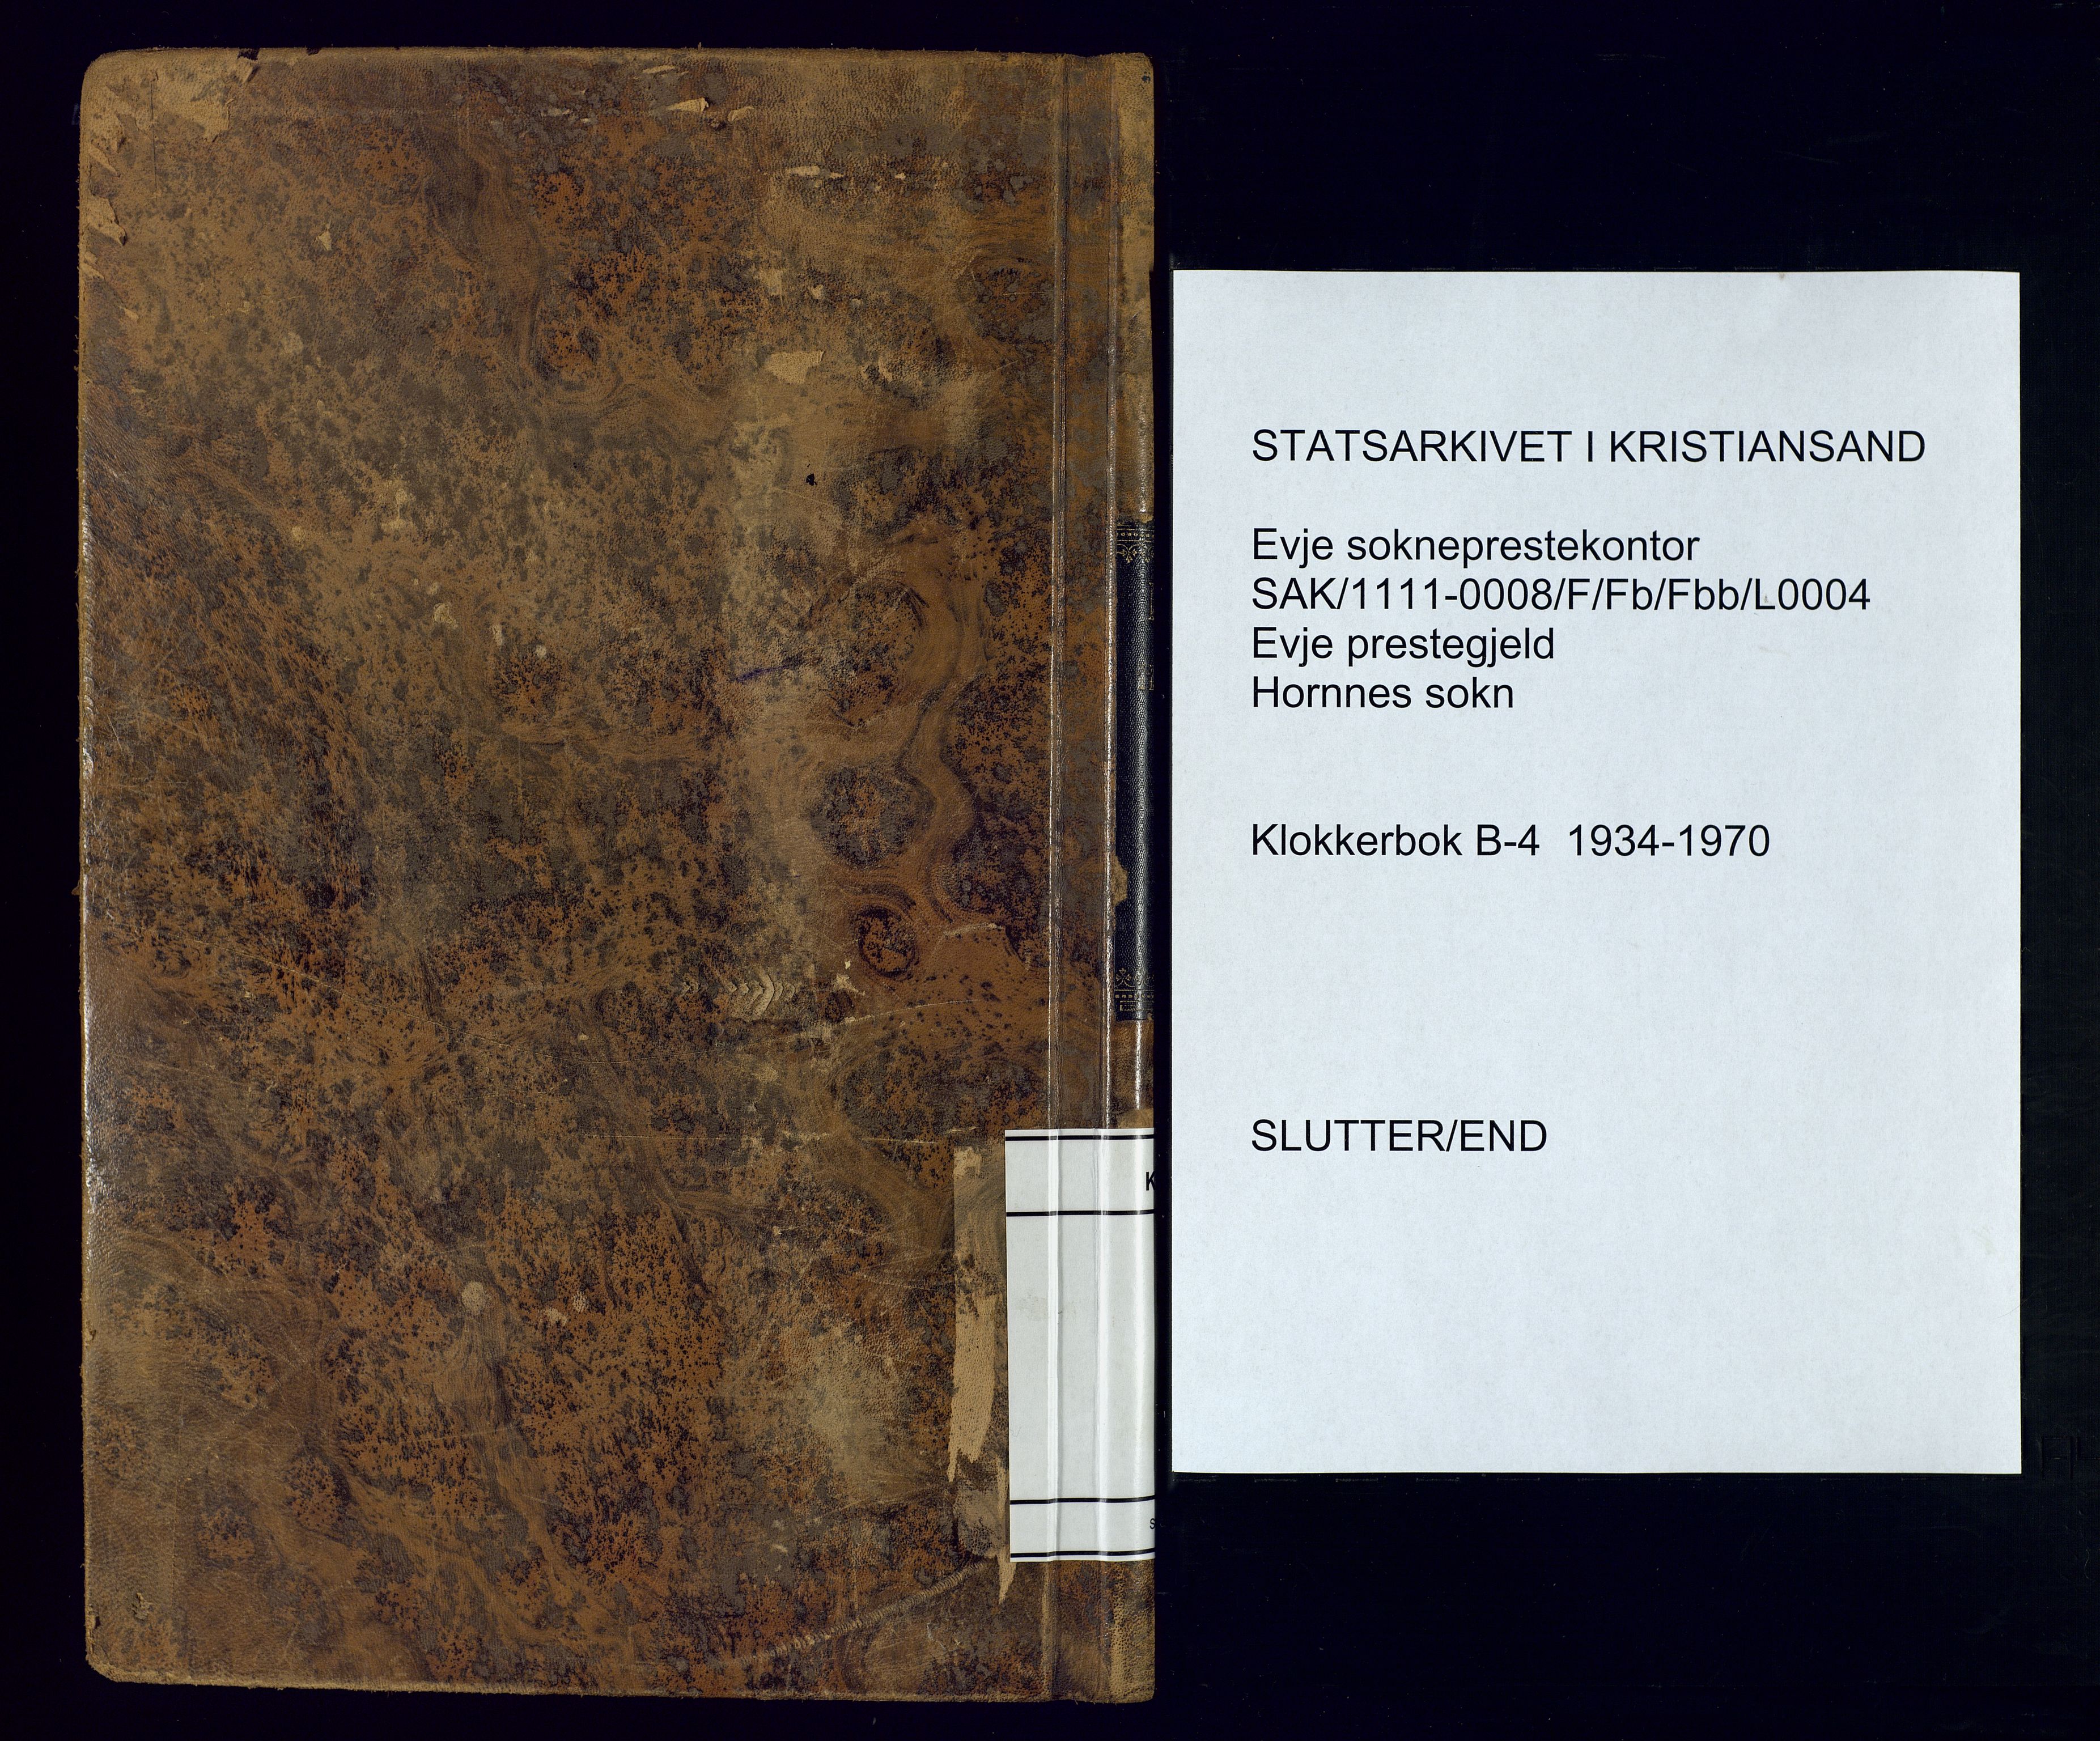 STATSARKIVET I KRISTIANSAND
Evje sokneprestekontor
SAK/1111-0008/F/Fb/Fbb/L0004
Evje prestegjeld
Hornnes sokn
Klokkerbok B-4 1934-1970
SLUTTER/END
K
s